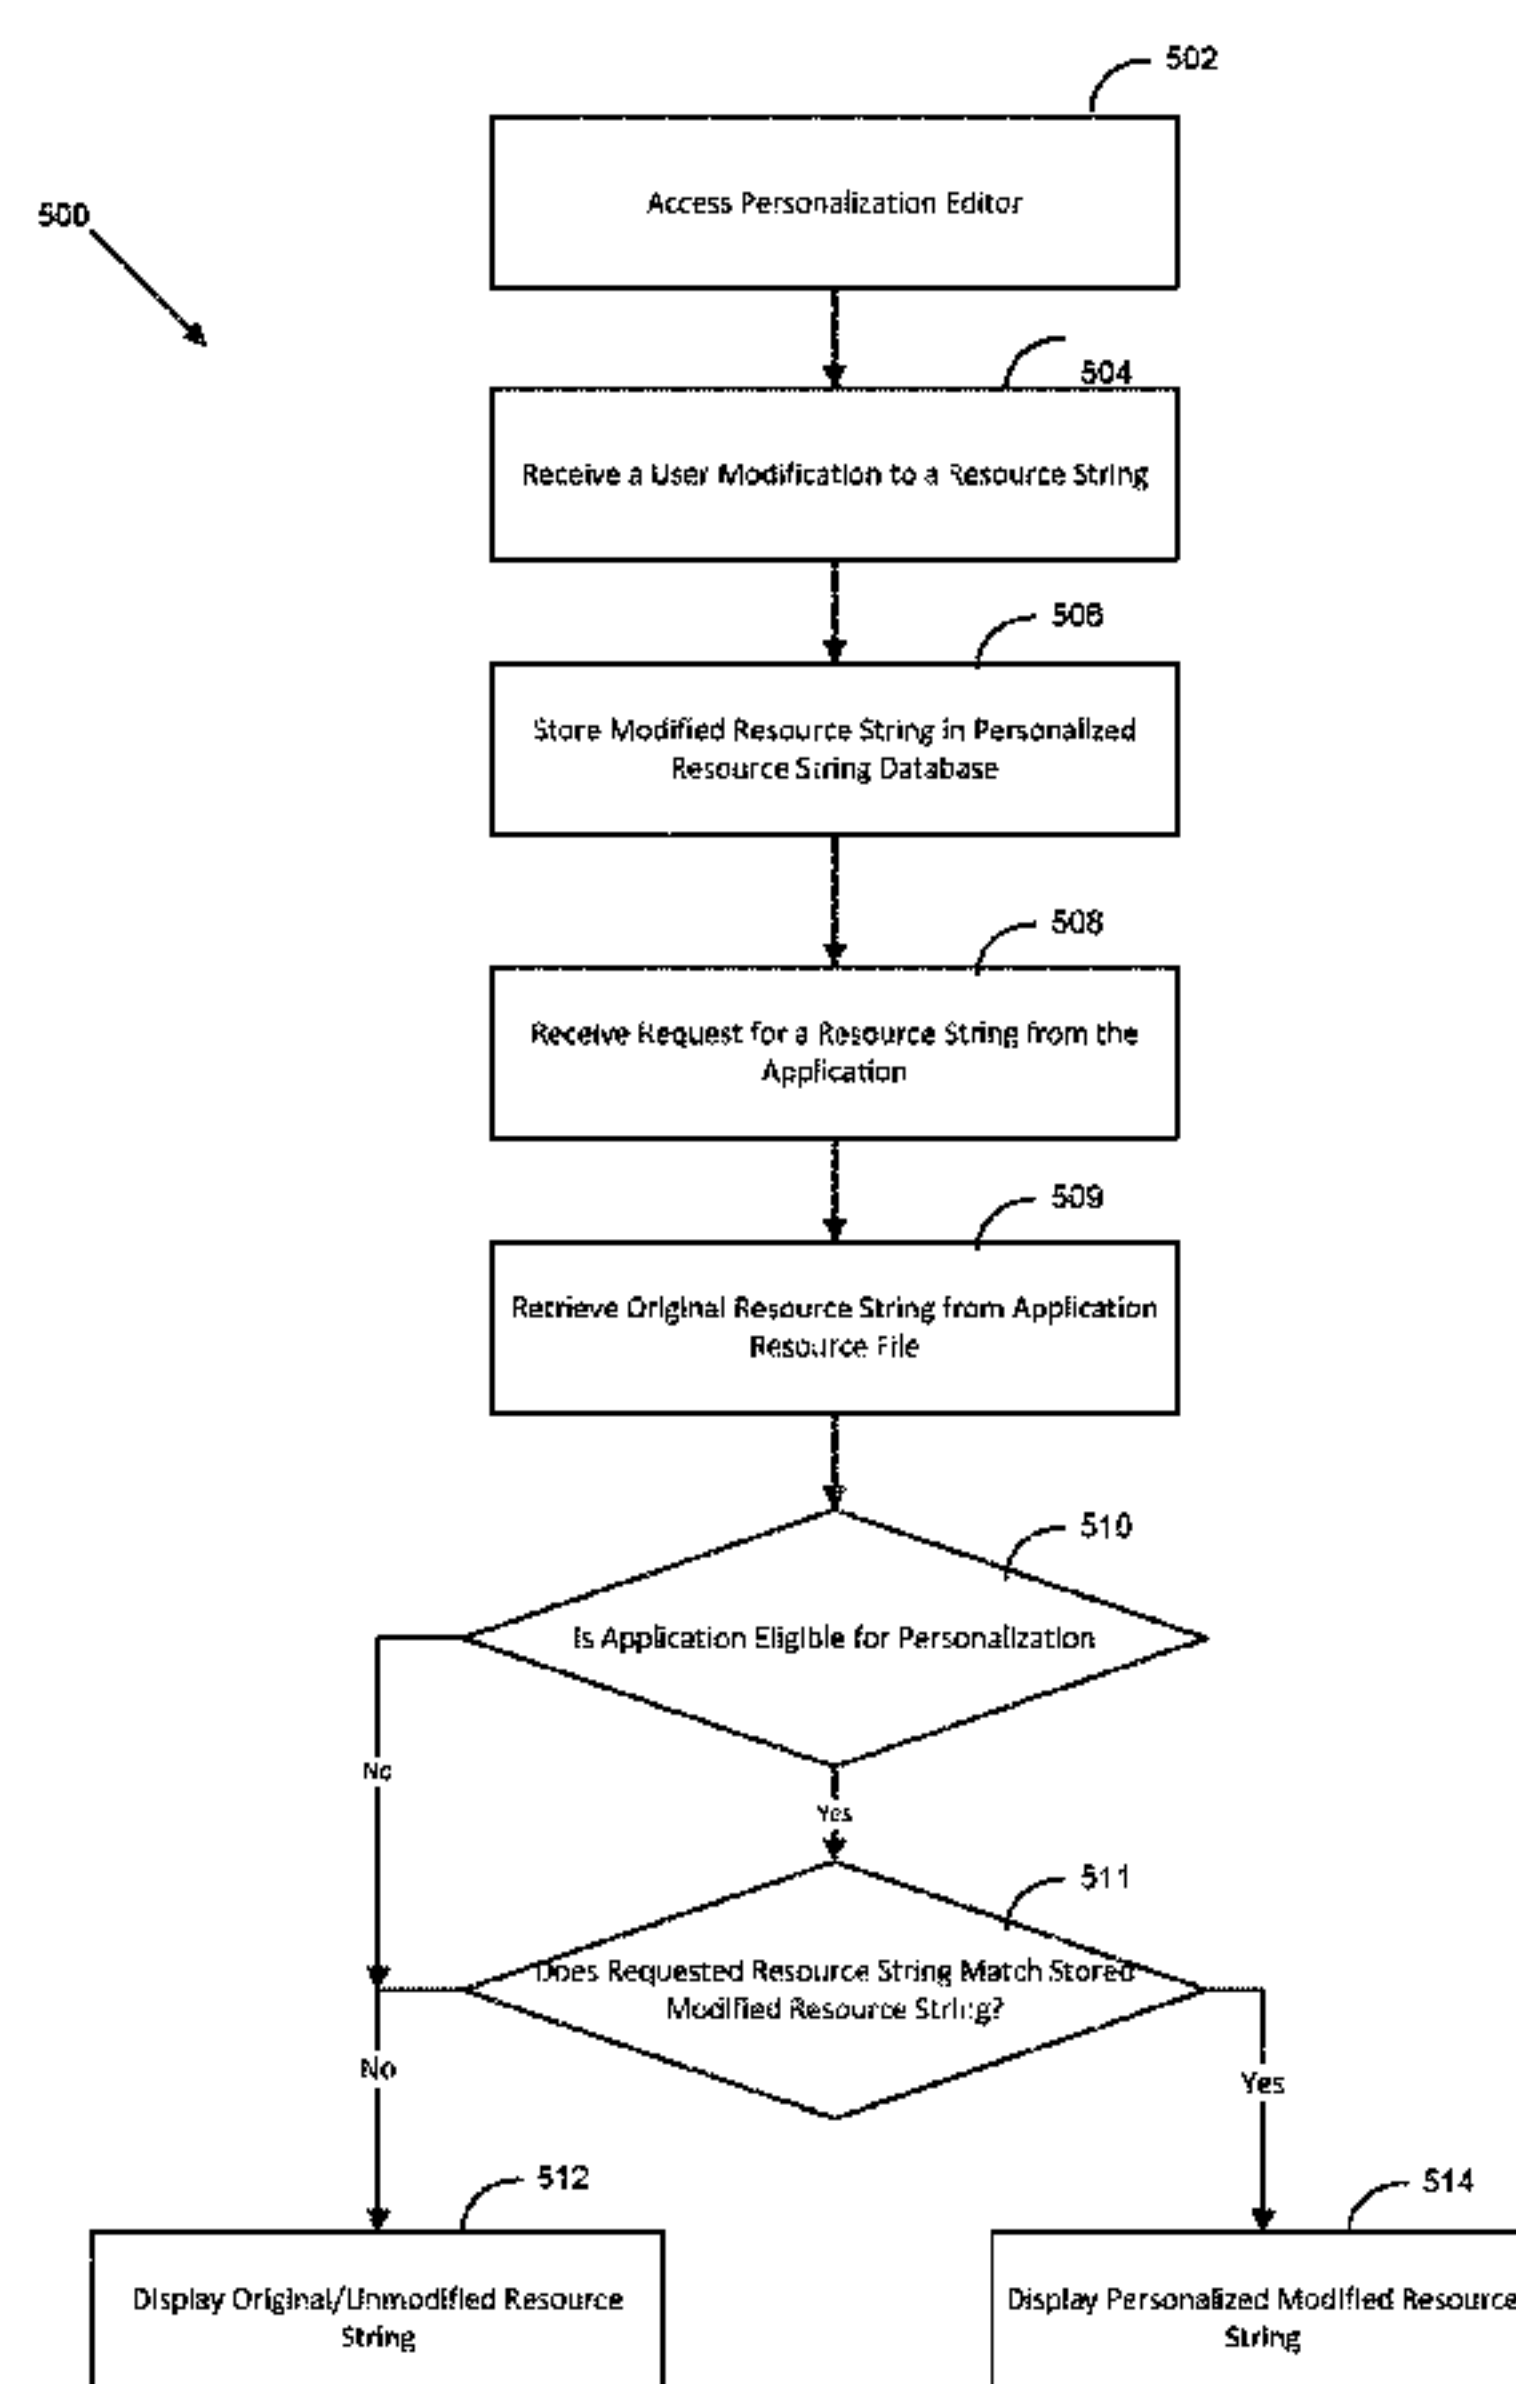 502
500
Access Personalization Editor
504
Receive a User Modification to a Resource String
506
Store Modified Resource String in Personalized
Resource String Database
508
Receive Request for a Resource String from the
Application
509
Retrieve Original Resource String from Application
Resource File
510
Is Application Eligible for Personalization
No
Yes
511
Does Requested Resource String Match Stored
Modified Resource String?
No
Yes
512
514
Display Original/Unmodified Resource
String
Display Personalized Modified Resource
String